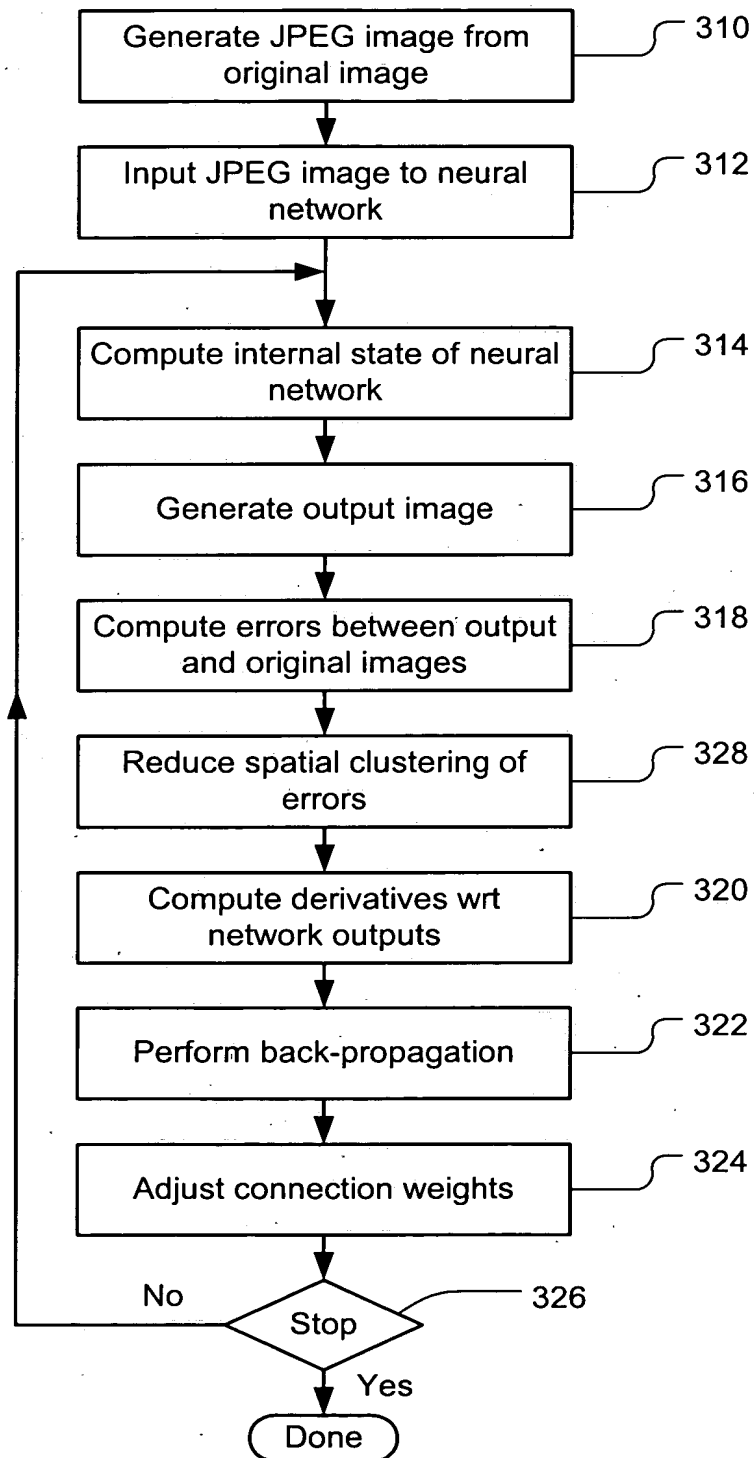 Generate JPEG image from
original image
310
Input JPEG image to neural
network
312
Compute internal state of neural
network
314
Generate output image
316
Compute errors between output
and original images
318
Reduce spatial clustering of
errors
328
Compute derivatives wrt
network outputs
320
Perform back-propagation
322
Adjust connection weights
324
No
Stop
326
Yes
Done